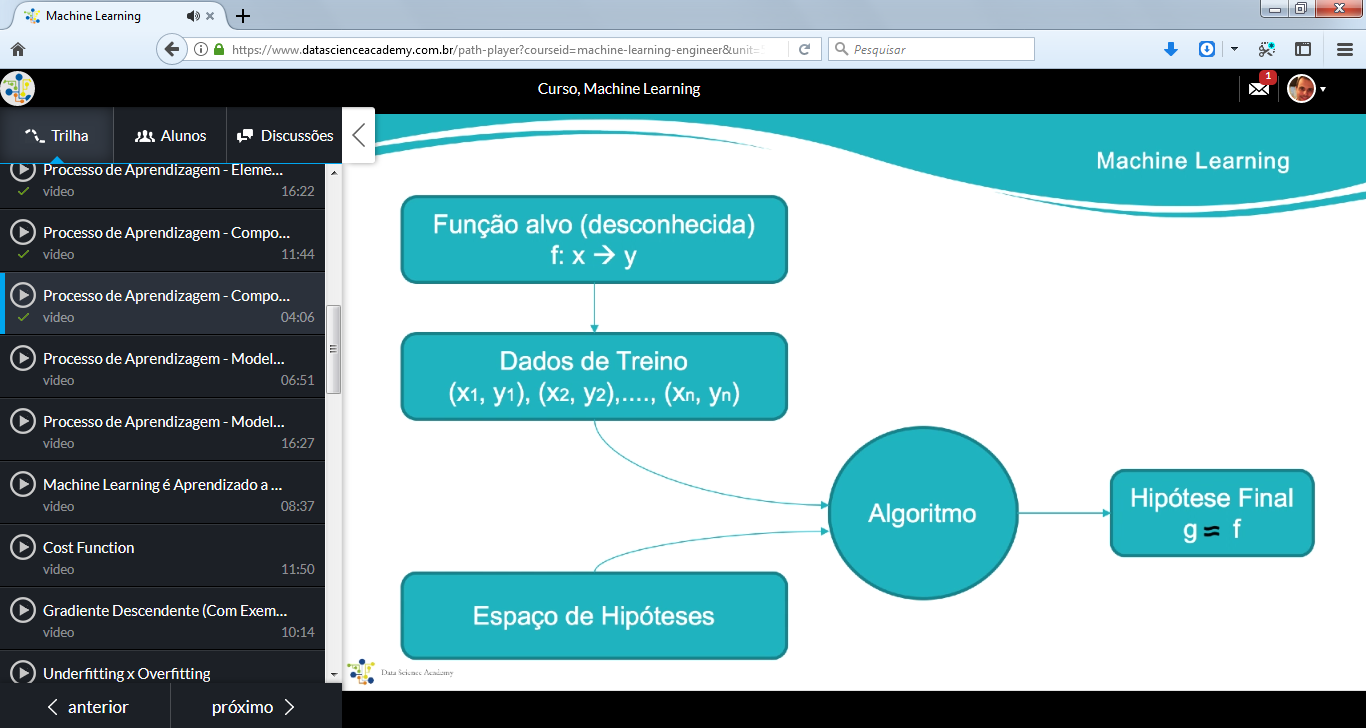 Machine Learning
https://www.datascienceacademy.com.br/path-player?courseid=machine-learning-engineer&unit=
Pesquisar
Curso, Machine Learning
1
Trilha
Alunos
Discussões
Processo de Aprendizagem - Eleme...
video 16:22
Processo de Aprendizagem - Compo...
video 11:44
Processo de Aprendizagem - Compo...
video 04:06
Processo de Aprendizagem - Model...
video 06:51
Processo de Aprendizagem - Model...
video 16:27
Machine Learning é Aprendizado a ...
video 08:37
Cost Function
video 11:50
Gradiente Descendente (Com Exem...
video 10:14
Underfitting x Overfitting
anterior
próximo
Machine Learning
Função alvo (desconhecida)
f: x → y
Dados de Treino
(x1, y1), (x2, y2),...., (xn, yn)
Algoritmo
Hipótese Final
g ≈ f
Espaço de Hipóteses
Data Science Academy